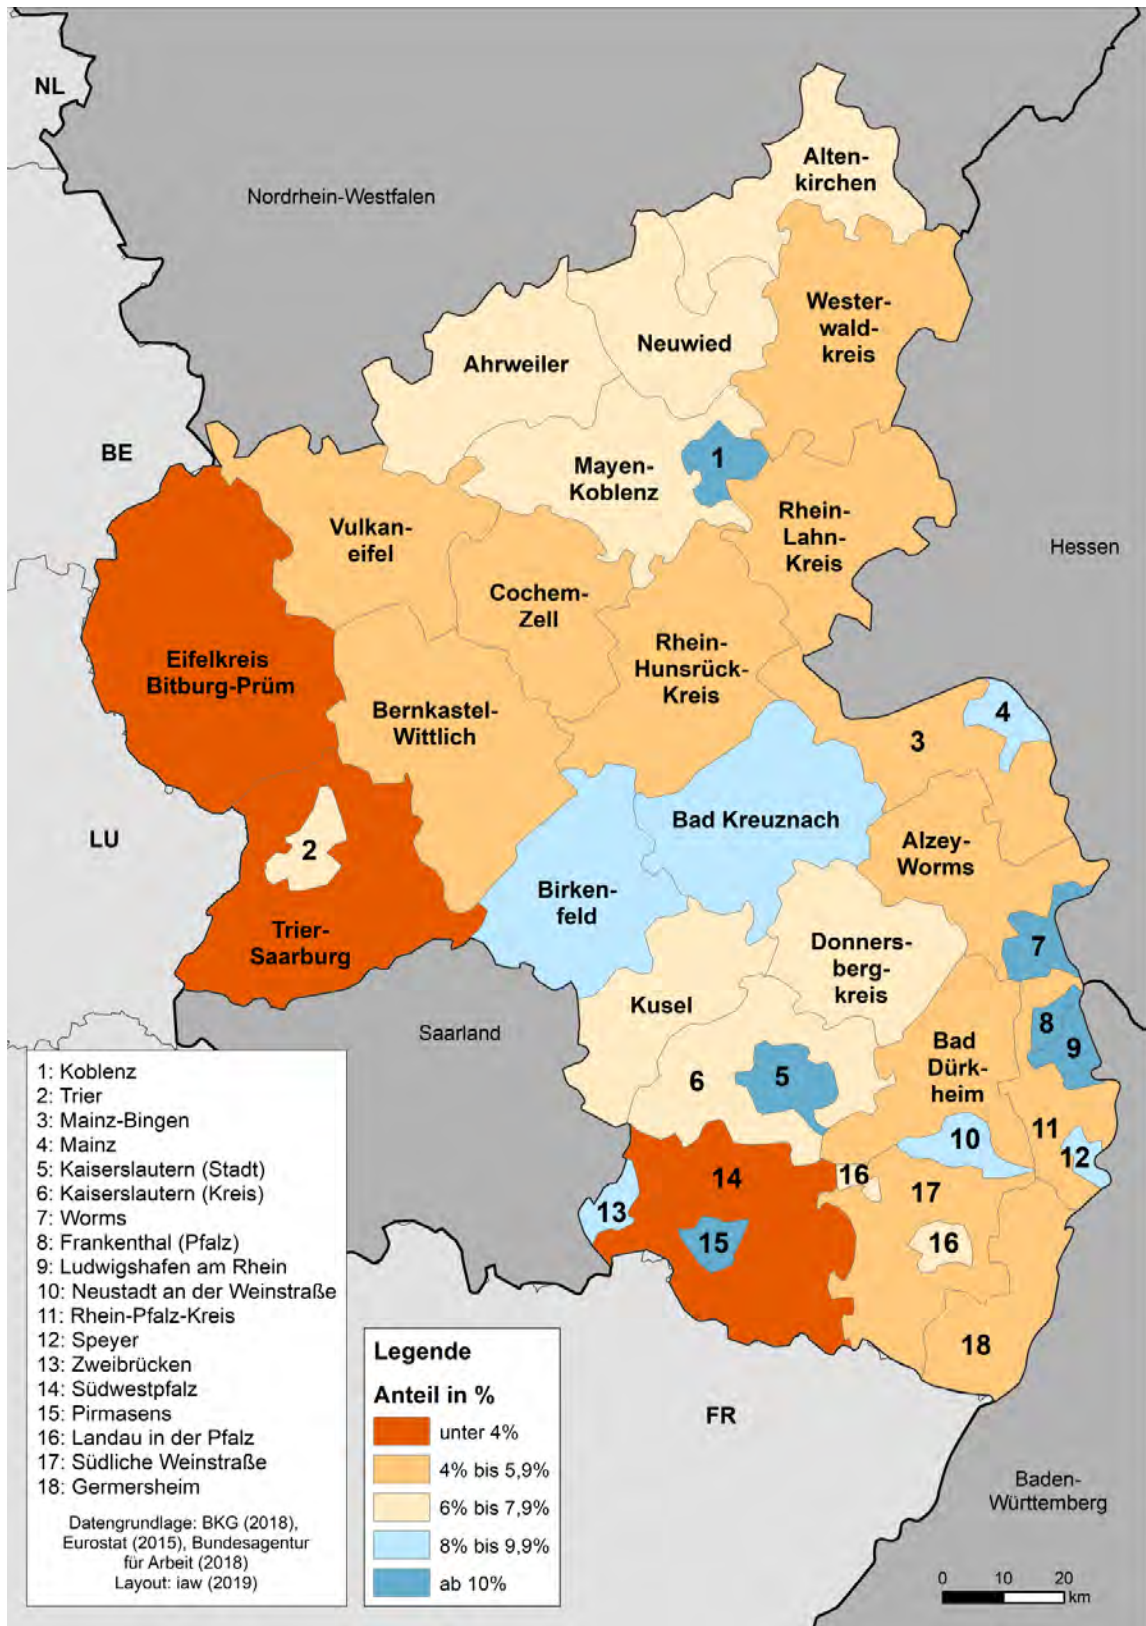 NL
Nordrhein-Westfalen
Alten-
kirchen
Wester-
wald-
kreis
Neuwied
Ahrweiler
BE
1
Mayen-
Koblenz
Rhein-
Lahn-
Kreis
Vulkan-
eifel
Hessen
Cochem-
Zell
Eifelkreis
Bitburg-Prüm
Rhein-
Hunsrück-
Kreis
Bernkastel-
Wittlich
4
3
LU
2
Bad Kreuznach
Alzey-
Worms
Birken-
feld
Trier-
Saarburg
Donners-
berg-
kreis
7
Kusel
Saarland
8
9
Bad
Dürk-
heim
6
5
11
10
12
14
16
17
13
15
16
18
FR
Baden-
Württemberg
1: Koblenz
2: Trier
3: Mainz-Bingen
4: Mainz
5: Kaiserslautern (Stadt)
6: Kaiserslautern (Kreis)
7: Worms
8: Frankenthal (Pfalz)
9: Ludwigshafen am Rhein
10: Neustadt an der Weinstraße
11: Rhein-Pfalz-Kreis
12: Speyer
13: Zweibrücken
14: Südwestpfalz
15: Pirmasens
16: Landau in der Pfalz
17: Südliche Weinstraße
18: Germersheim
Datengrundlage: BKG (2018),
Eurostat (2015), Bundesagentur
für Arbeit (2018)
Layout: iaw (2019)
Legende
Anteil in %
unter 4%
4% bis 5,9%
6% bis 7,9%
8% bis 9,9%
ab 10%
0 10 20
km